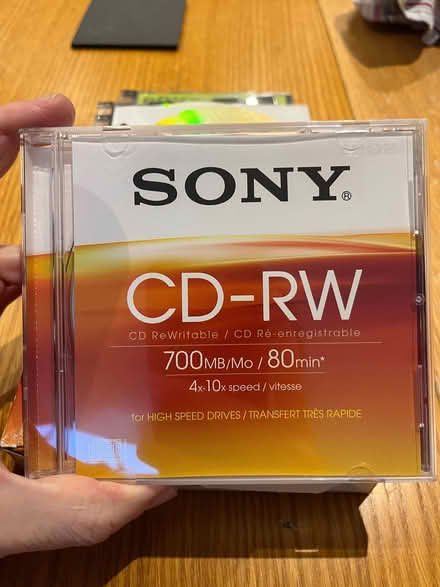 SONY®
CD-RW
CD ReWritable / CD Ré-enregistrable
700MB/Mo / 80min*
4x-10x speed / vitesse
for HIGH SPEED DRIVES / TRANSFERT TRÈS RAPIDE